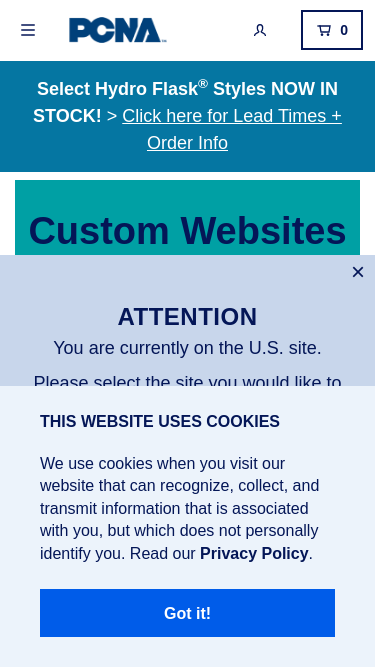 PCNA
0
Select Hydro Flask® Styles NOW IN
STOCK! > Click here for Lead Times +
Order Info
Custom Websites
ATTENTION
You are currently on the U.S. site.
Please select the site you would like to
THIS WEBSITE USES COOKIES
We use cookies when you visit our
website that can recognize, collect, and
transmit information that is associated
with you, but which does not personally
identify you. Read our Privacy Policy.
Got it!